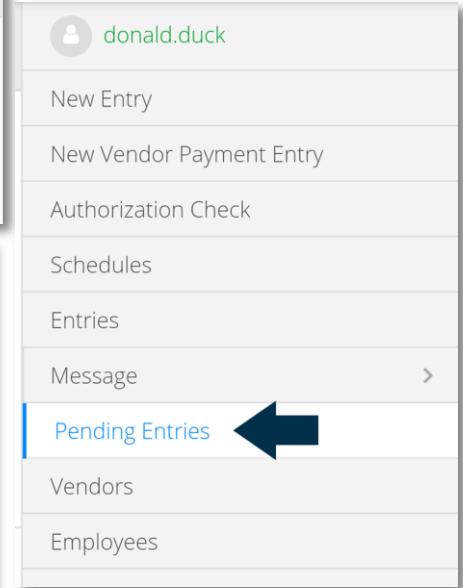 donald.duck
New Entry
New Vendor Payment Entry
Authorization Check
Schedules
Entries
Message
Pending Entries
Vendors
Employees